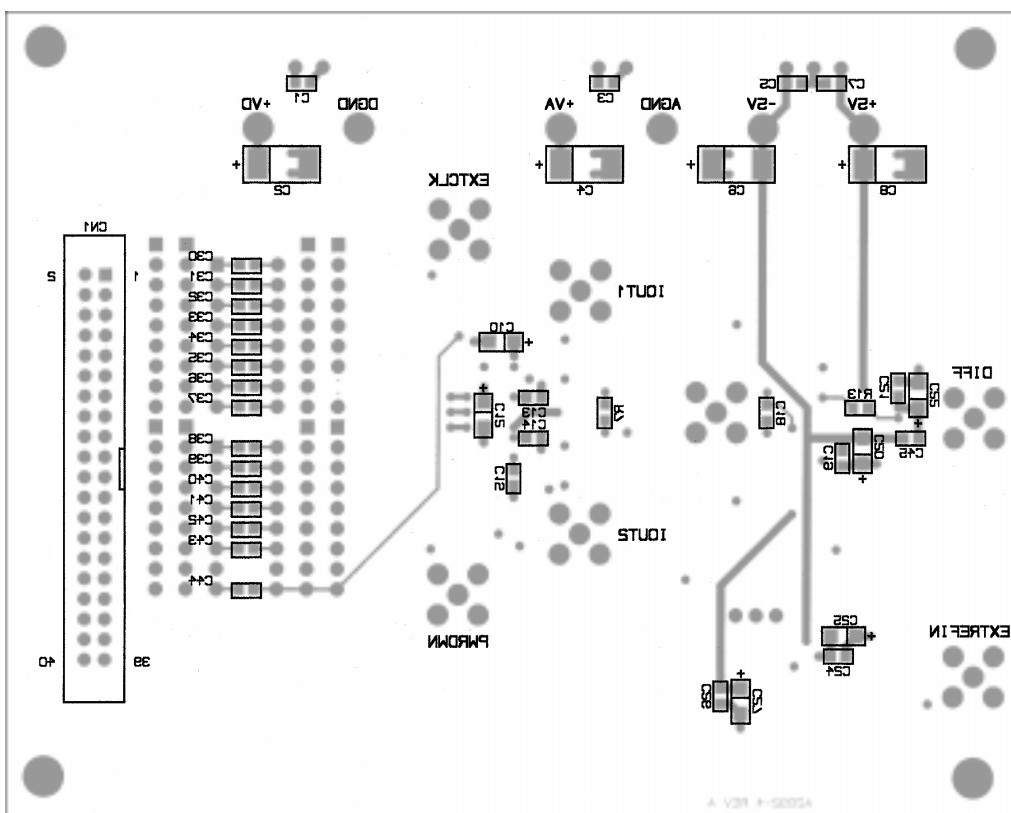 C1
C3
C5
C7
+VD
DGND
+VA
AGND
-5V
+5V
+
C2
+
C4
+
C6
C8
+
EXTCLK
CN1
2
1
C30
C31
C32
C33
C34
C35
C36
C37
IOUT1
C10
+
DIFF
+
C12
C13
C14
R7
C18
R13
C21
C22
+
C45
C19
C20
+
C38
C39
C40
C41
C42
C43
C44
C15
IOUT2
PWRDWN
40
39
C25
+
C24
EXTREFIN
C26
+
C27